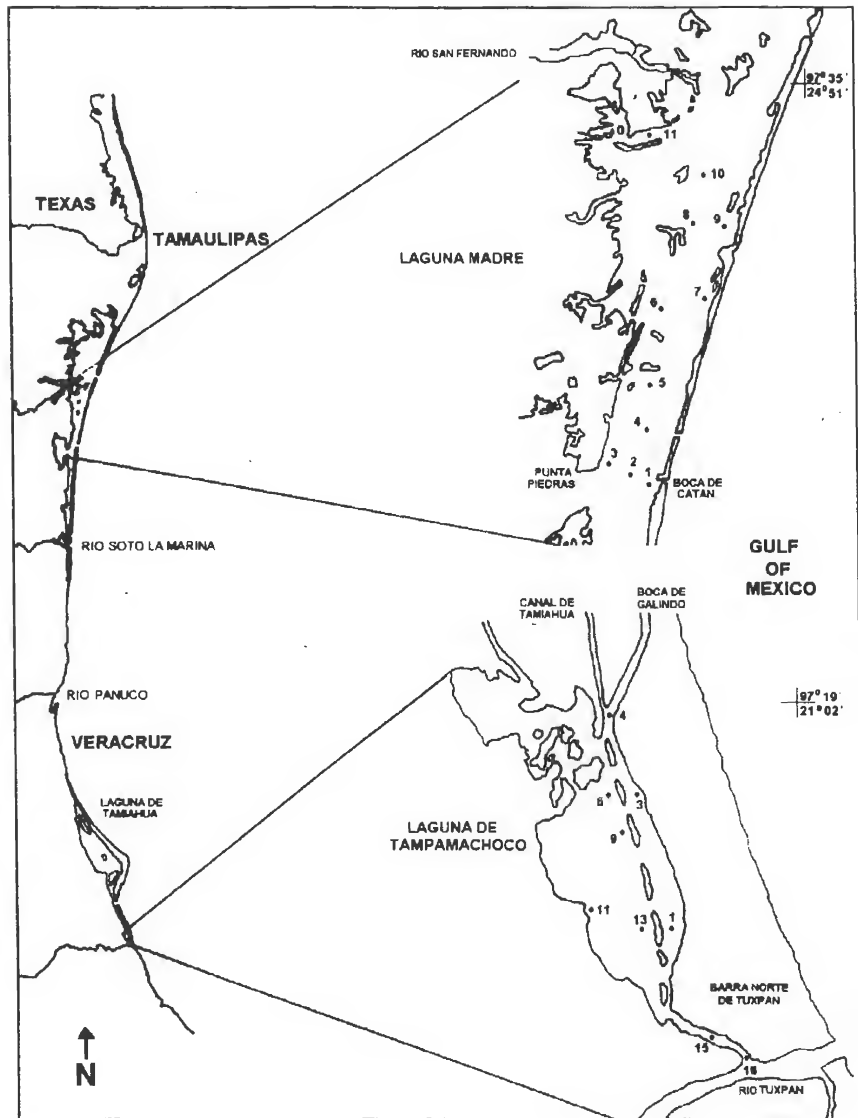 RIO SAN FERNANDO
97° 35'
24° 51'
11
TEXAS
10
TAMAULIPAS
8
9
LAGUNA MADRE
7
6
5
4
3
2
1
PUNTA
PIEDRAS
BOCA DE
CATAN
RIO SOTO LA MARINA
GULF
OF
MEXICO
CANAL DE
TAMIAHUA
BOCA DE
GALINDO
RIO PANUCO
97° 19'
21° 02'
4
VERACRUZ
LAGUNA DE
TAMIAHUA
3
LAGUNA DE
TAMPAMACHOCO
9
11
13
1
BARRA NORTE
DE TUXPAN
15
16
N
RIO TUXPAN